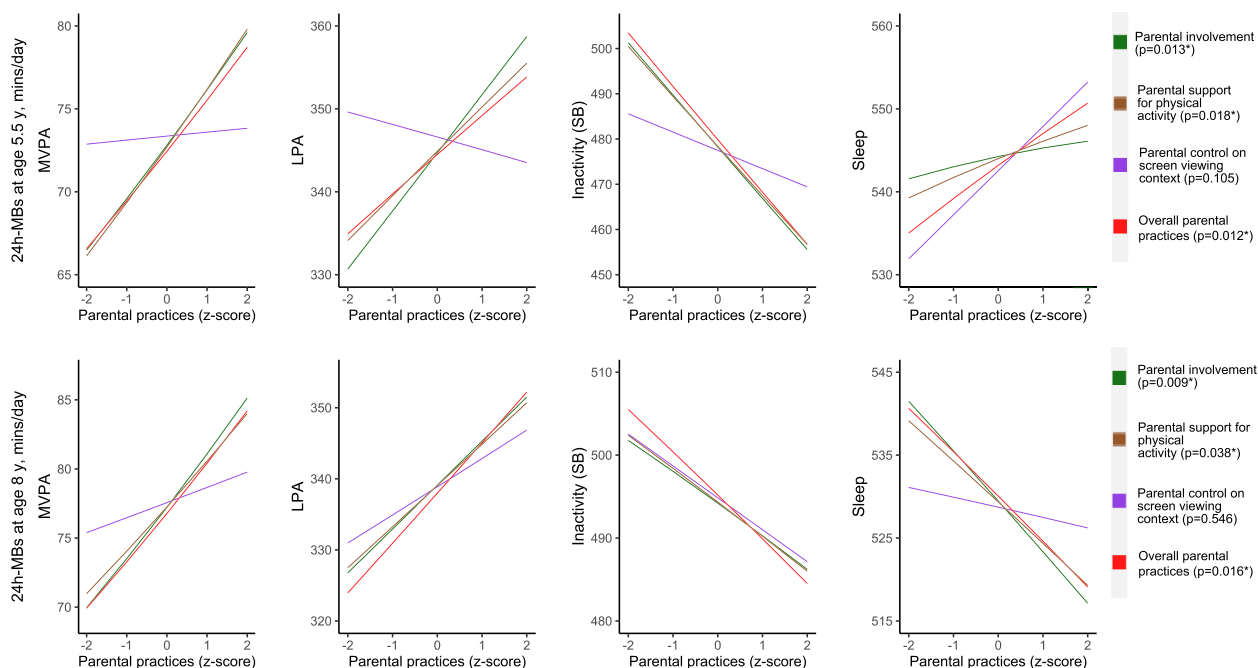 24h-MBs at age 5.5 y, mins/day
MVPA
80
75
70
65
-2 -1 0 1 2
Parental practices (z-score)
LPA
360
350
340
330
-2 -1 0 1 2
Parental practices (z-score)
Inactivity (SB)
500
490
480
470
460
450
-2 -1 0 1 2
Parental practices (z-score)
Sleep
560
550
540
530
-2 -1 0 1 2
Parental practices (z-score)
Parental involvement
(p=0.013*)
Parental support
for physical
activity (p=0.018*)
Parental control on
screen viewing
context (p=0.105)
Overall parental
practices (p=0.012*)
24h-MBs at age 8 y, mins/day
MVPA
85
80
75
70
-2 -1 0 1 2
Parental practices (z-score)
LPA
350
340
330
320
-2 -1 0 1 2
Parental practices (z-score)
Inactivity (SB)
510
500
490
480
-2 -1 0 1 2
Parental practices (z-score)
Sleep
545
535
525
515
-2 -1 0 1 2
Parental practices (z-score)
Parental involvement
(p=0.009*)
Parental support for
physical
activity (p=0.038*)
Parental control on
screen viewing
context (p=0.546)
Overall parental
practices (p=0.016*)